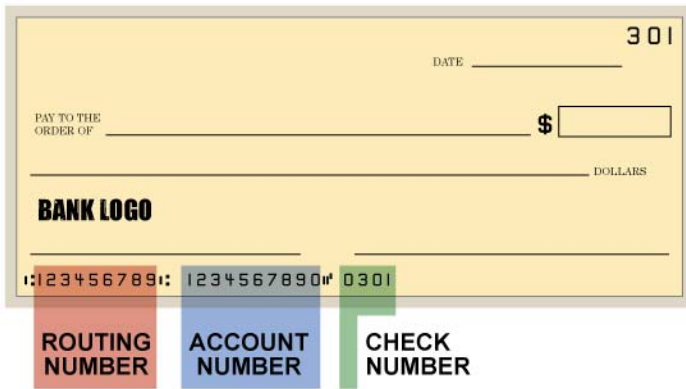 301
DATE
PAY TO THE
ORDER OF
$
DOLLARS
BANK LOGO
⑆123456789⑆ 1234567890⑈ 0301
ROUTING NUMBER
ACCOUNT NUMBER
CHECK NUMBER